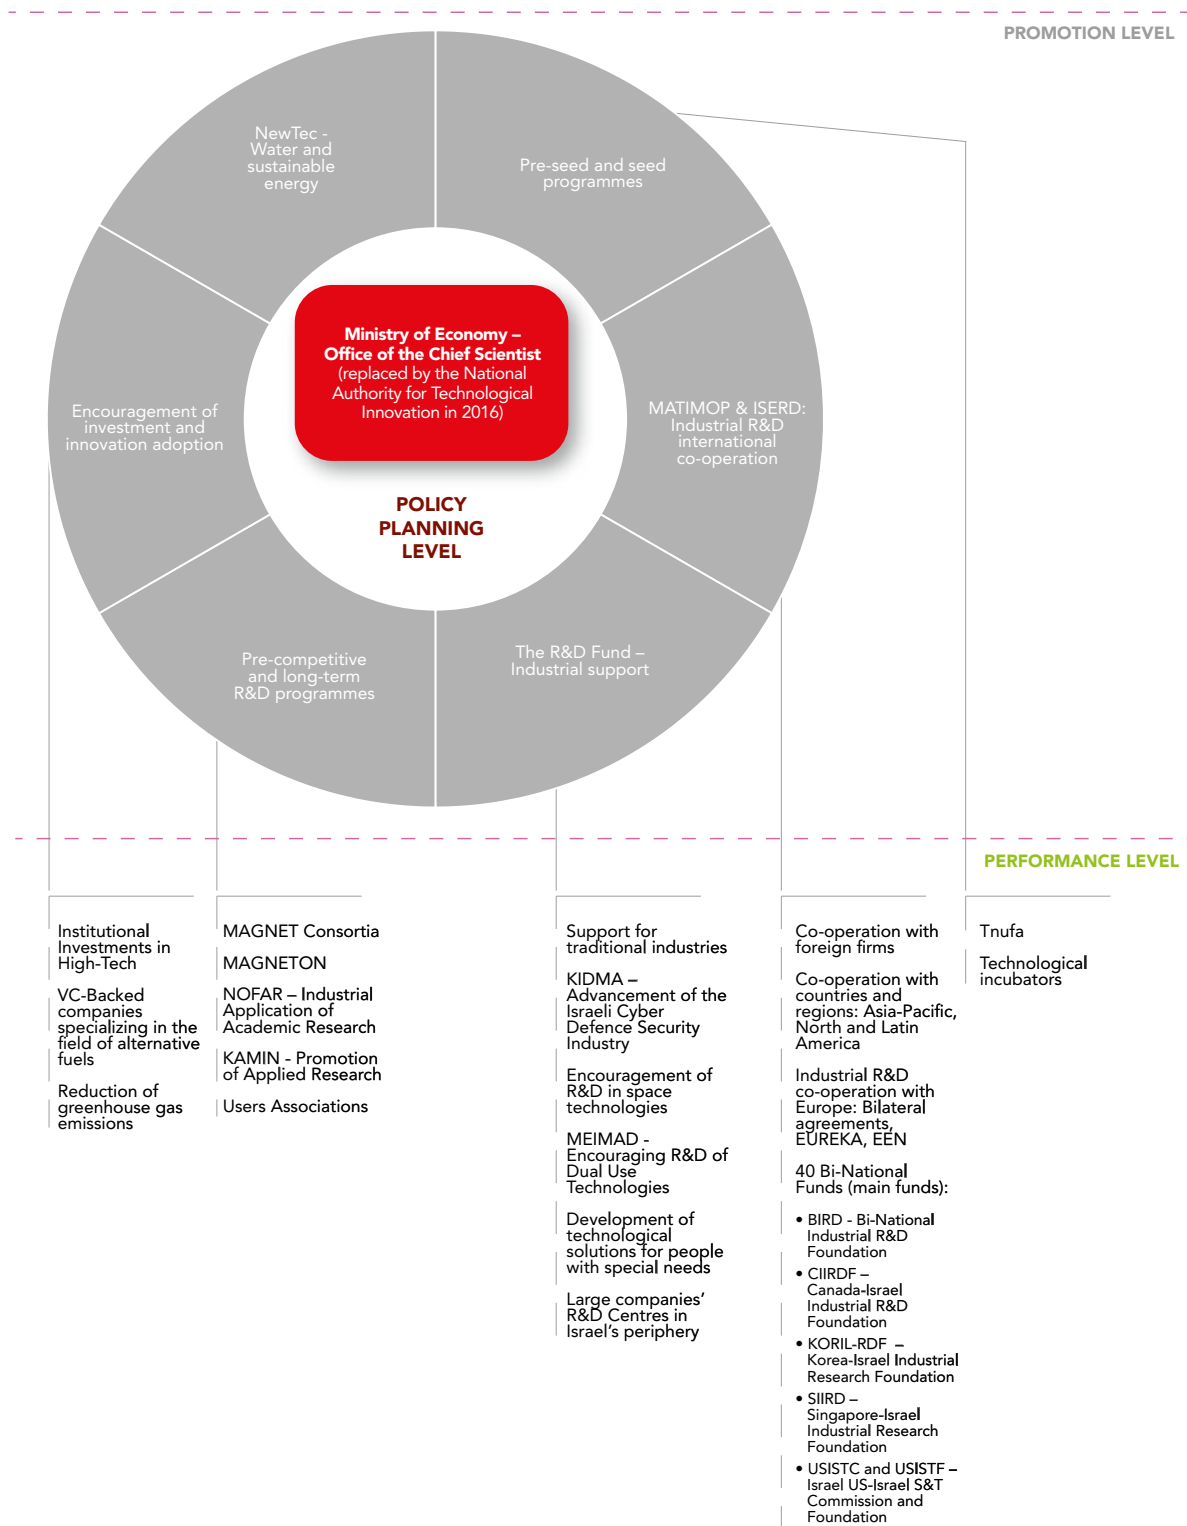 PROMOTION LEVEL
NewTec -
Water and
sustainable
energy
Pre-seed and seed
programmes
Ministry of Economy –
Office of the Chief Scientist
(replaced by the National
Authority for Technological
Innovation in 2016)
Encouragement of
investment and
innovation adoption
MATIMOP & ISERD:
Industrial R&D
international
co-operation
POLICY
PLANNING
LEVEL
Pre-competitive
and long-term
R&D programmes
The R&D Fund –
Industrial support
PERFORMANCE LEVEL
Institutional
Investments in
High-Tech
VC-Backed
companies
specializing in the
field of alternative
fuels
Reduction of
greenhouse gas
emissions
MAGNET Consortia
MAGNETON
NOFAR – Industrial
Application of
Academic Research
KAMIN - Promotion
of Applied Research
Users Associations
Support for
traditional industries
KIDMA –
Advancement of the
Israeli Cyber
Defence Security
Industry
Encouragement of
R&D in space
technologies
MEIMAD -
Encouraging R&D of
Dual Use
Technologies
Development of
technological
solutions for people
with special needs
Large companies’
R&D Centres in
Israel’s periphery
Co-operation with
foreign firms
Co-operation with
countries and
regions: Asia-Pacific,
North and Latin
America
Industrial R&D
co-operation with
Europe: Bilateral
agreements,
EUREKA, EEN
40 Bi-National
Funds (main funds):
• BIRD - Bi-National
Industrial R&D
Foundation
• CIIRDF –
Canada-Israel
Industrial R&D
Foundation
• KORIL-RDF –
Korea-Israel Industrial
Research Foundation
• SIIRD –
Singapore-Israel
Industrial Research
Foundation
• USISTC and USISTF –
Israel US-Israel S&T
Commission and
Foundation
Tnufa
Technological
incubators